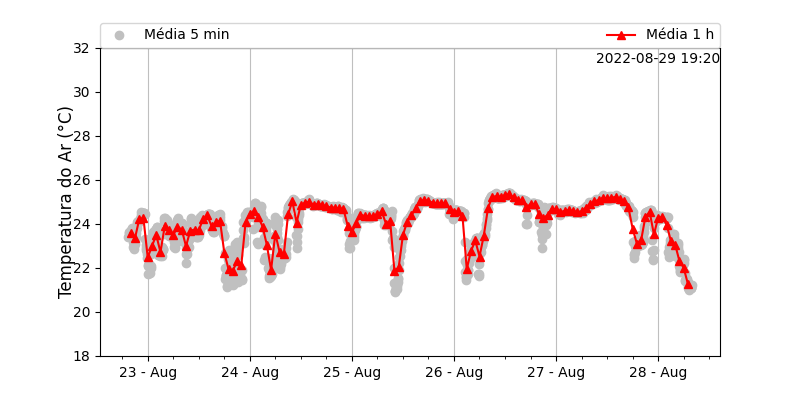 Média 5 min
Média 1 h
2022-08-29 19:20
Temperatura do Ar (°C)
32
30
28
26
24
22
20
18
23 - Aug
24 - Aug
25 - Aug
26 - Aug
27 - Aug
28 - Aug